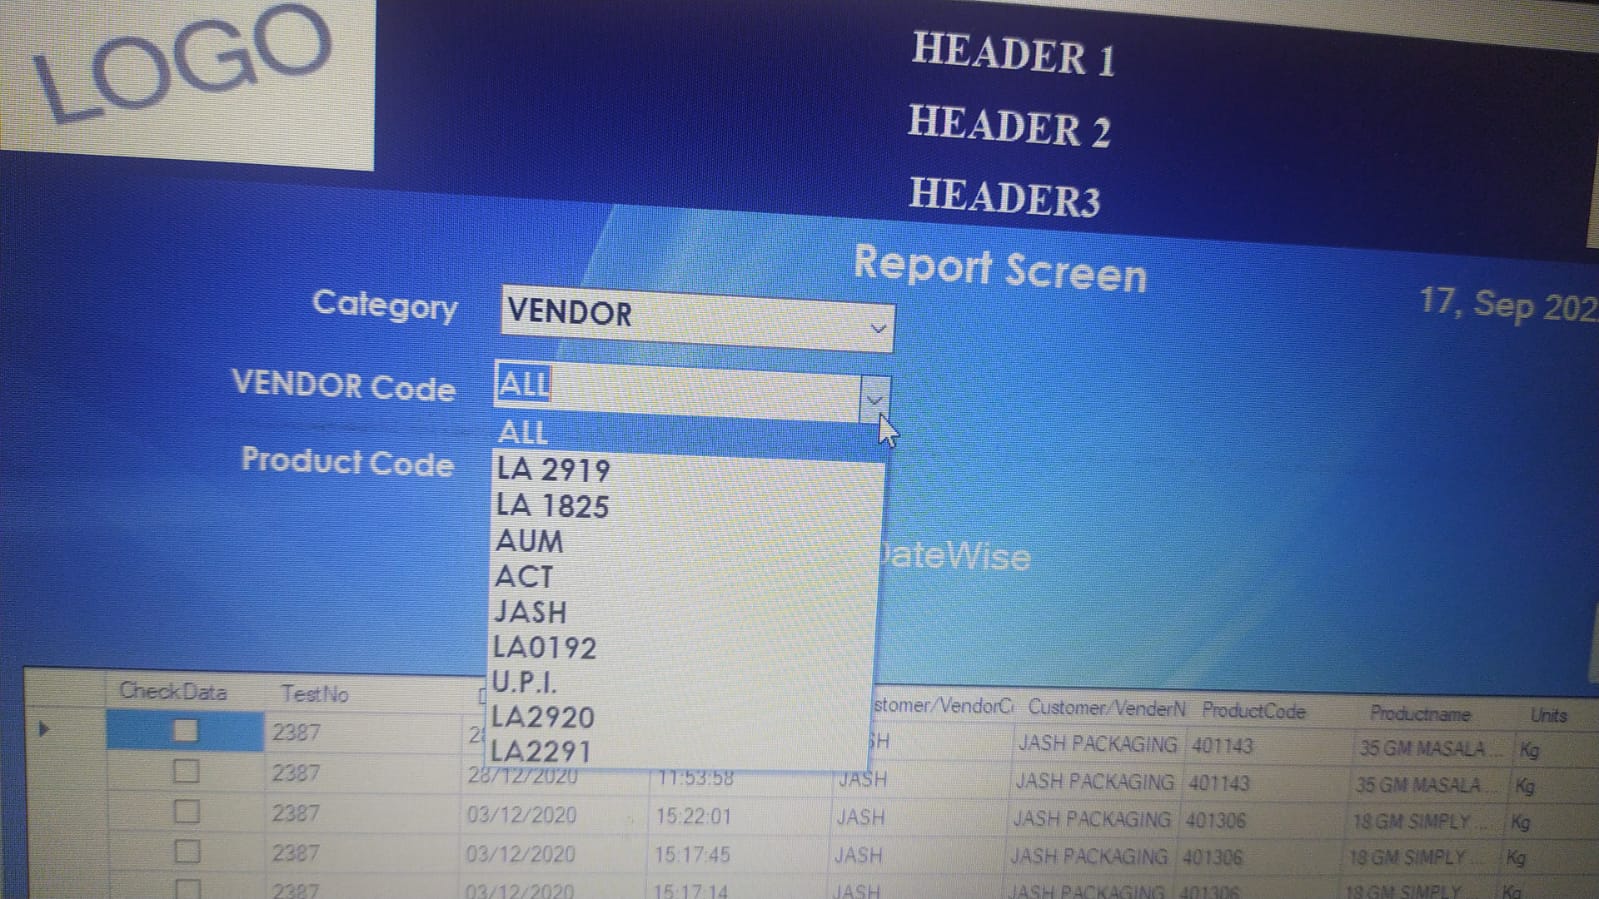 LOGO
HEADER 1
HEADER 2
HEADER3
Report Screen
17, Sep 202
Category VENDOR
VENDOR Code ALL
Product Code
ALL
LA 2919
LA 1825
AUM
ACT
JASH
LA0192
U.P.I.
LA2920
LA2291
DateWise
CheckData TestNo stomer/VendorC Customer/VenderN ProductCode Productname Units
2387 JASH PACKAGING 401143 35 GM MASALA... Kg
2387 28/12/2020 11:53:58 JASH JASH PACKAGING 401143 35 GM MASALA... Kg
2387 03/12/2020 15:22:01 JASH JASH PACKAGING 401306 18 GM SIMPLY... Kg
2387 03/12/2020 15:17:45 JASH JASH PACKAGING 401306 18 GM SIMPLY... Kg
2387 03/12/2020 15:17:14 JASH JASH PACKAGING 401306 18 GM SIMPLY... Kg